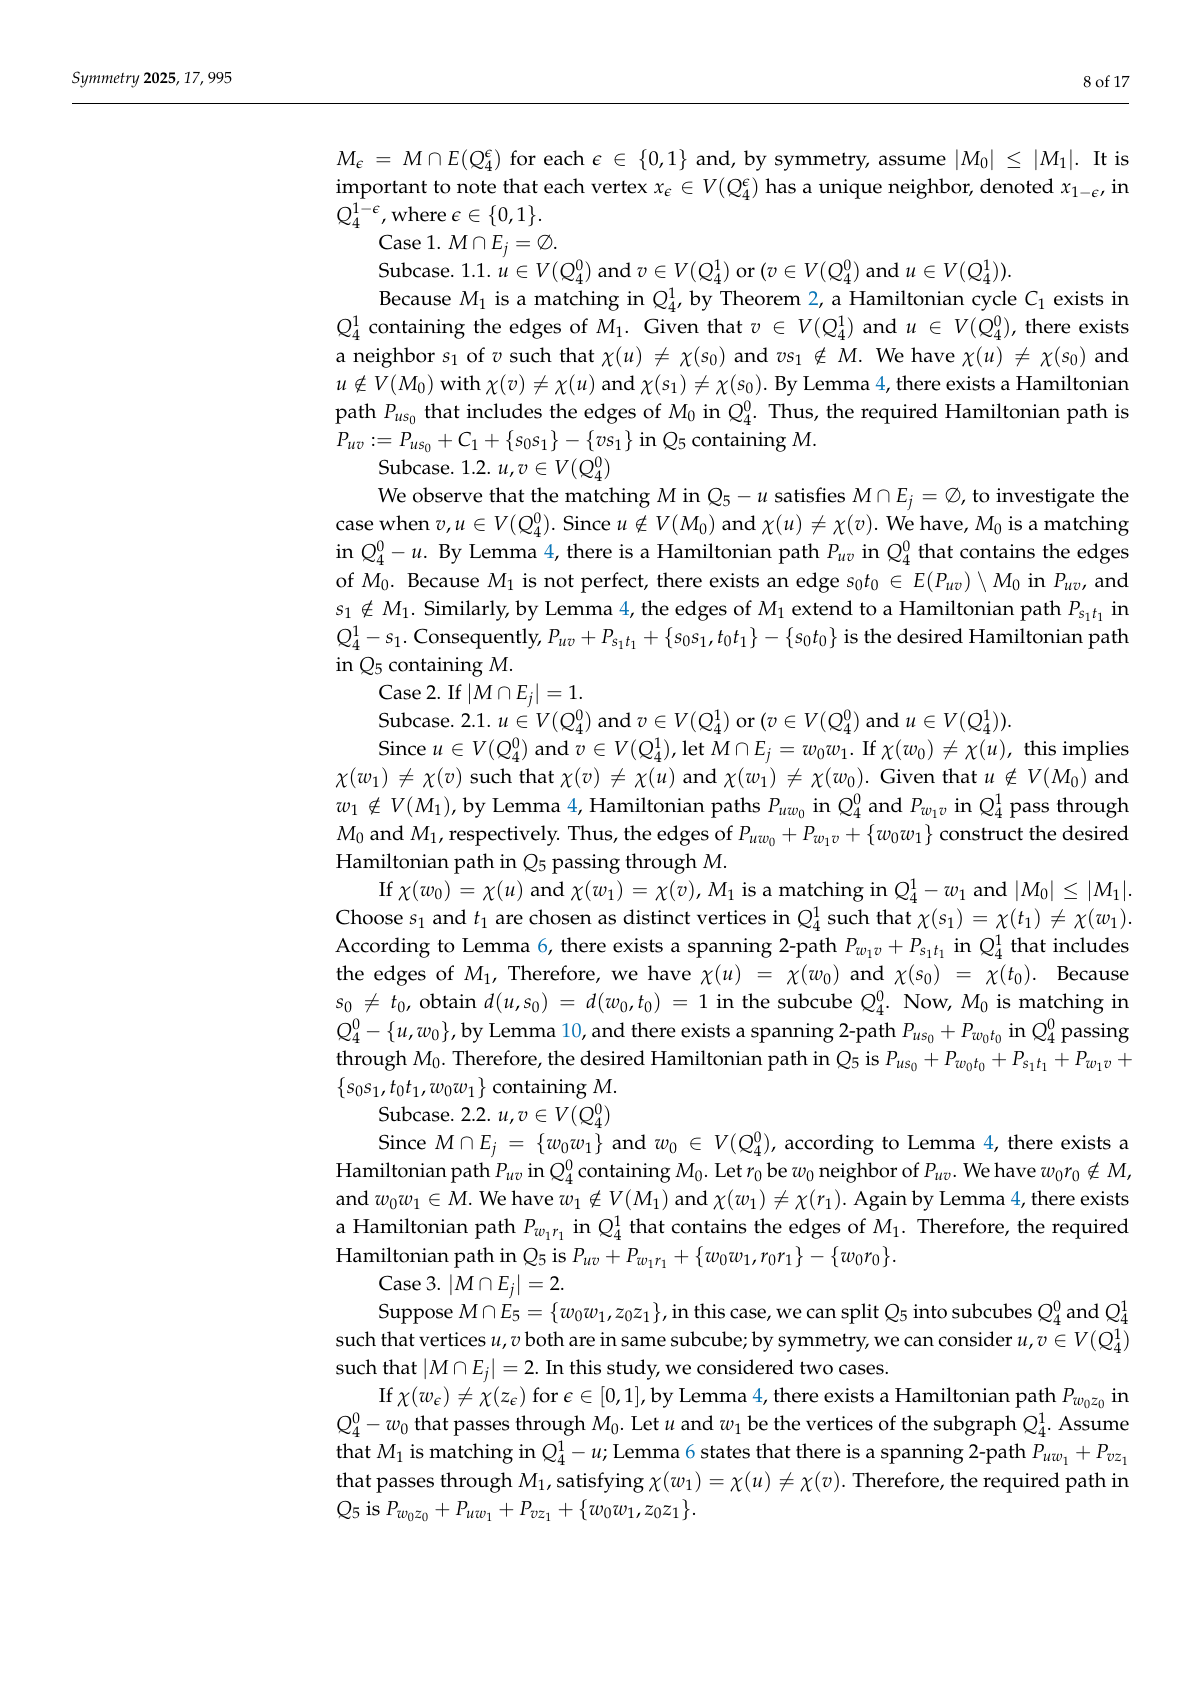 Symmetry 2025, 17, 995
8 of 17
M_ϵ = M ∩ E(Q_4^ϵ) for each ϵ ∈ {0, 1} and, by symmetry, assume |M_0| ≤ |M_1|. It is
important to note that each vertex x_ϵ ∈ V(Q_4^ϵ) has a unique neighbor, denoted x_{1−ϵ}, in
Q_4^{1−ϵ}, where ϵ ∈ {0, 1}.
Case 1. M ∩ E_j = ∅.
Subcase. 1.1. u ∈ V(Q_4^0) and v ∈ V(Q_4^1) or (v ∈ V(Q_4^0) and u ∈ V(Q_4^1)).
Because M_1 is a matching in Q_4^1, by Theorem 2, a Hamiltonian cycle C_1 exists in
Q_4^1 containing the edges of M_1. Given that v ∈ V(Q_4^1) and u ∈ V(Q_4^0), there exists
a neighbor s_1 of v such that χ(u) ≠ χ(s_0) and vs_1 ∉ M. We have χ(u) ≠ χ(s_0) and
u ∉ V(M_0) with χ(v) ≠ χ(u) and χ(s_1) ≠ χ(s_0). By Lemma 4, there exists a Hamiltonian
path P_{us_0} that includes the edges of M_0 in Q_4^0. Thus, the required Hamiltonian path is
P_{uv} := P_{us_0} + C_1 + {s_0s_1} − {vs_1} in Q_5 containing M.
Subcase. 1.2. u, v ∈ V(Q_4^0)
We observe that the matching M in Q_5 − u satisfies M ∩ E_j = ∅, to investigate the
case when v, u ∈ V(Q_4^0). Since u ∉ V(M_0) and χ(u) ≠ χ(v). We have, M_0 is a matching
in Q_4^0 − u. By Lemma 4, there is a Hamiltonian path P_{uv} in Q_4^0 that contains the edges
of M_0. Because M_1 is not perfect, there exists an edge s_0t_0 ∈ E(P_{uv}) \ M_0 in P_{uv}, and
s_1 ∉ M_1. Similarly, by Lemma 4, the edges of M_1 extend to a Hamiltonian path P_{s_1t_1} in
Q_4^1 − s_1. Consequently, P_{uv} + P_{s_1t_1} + {s_0s_1, t_0t_1} − {s_0t_0} is the desired Hamiltonian path
in Q_5 containing M.
Case 2. If |M ∩ E_j| = 1.
Subcase. 2.1. u ∈ V(Q_4^0) and v ∈ V(Q_4^1) or (v ∈ V(Q_4^0) and u ∈ V(Q_4^1)).
Since u ∈ V(Q_4^0) and v ∈ V(Q_4^1), let M ∩ E_j = w_0w_1. If χ(w_0) ≠ χ(u), this implies
χ(w_1) ≠ χ(v) such that χ(v) ≠ χ(u) and χ(w_1) ≠ χ(w_0). Given that u ∉ V(M_0) and
w_1 ∉ V(M_1), by Lemma 4, Hamiltonian paths P_{uw_0} in Q_4^0 and P_{w_1v} in Q_4^1 pass through
M_0 and M_1, respectively. Thus, the edges of P_{uw_0} + P_{w_1v} + {w_0w_1} construct the desired
Hamiltonian path in Q_5 passing through M.
If χ(w_0) = χ(u) and χ(w_1) = χ(v), M_1 is a matching in Q_4^1 − w_1 and |M_0| ≤ |M_1|.
Choose s_1 and t_1 are chosen as distinct vertices in Q_4^1 such that χ(s_1) = χ(t_1) ≠ χ(w_1).
According to Lemma 6, there exists a spanning 2-path P_{w_1v} + P_{s_1t_1} in Q_4^1 that includes
the edges of M_1, Therefore, we have χ(u) = χ(w_0) and χ(s_0) = χ(t_0). Because
s_0 ≠ t_0, obtain d(u, s_0) = d(w_0, t_0) = 1 in the subcube Q_4^0. Now, M_0 is matching in
Q_4^0 − {u, w_0}, by Lemma 10, and there exists a spanning 2-path P_{us_0} + P_{w_0t_0} in Q_4^0 passing
through M_0. Therefore, the desired Hamiltonian path in Q_5 is P_{us_0} + P_{w_0t_0} + P_{s_1t_1} + P_{w_1v} +
{s_0s_1, t_0t_1, w_0w_1} containing M.
Subcase. 2.2. u, v ∈ V(Q_4^0)
Since M ∩ E_j = {w_0w_1} and w_0 ∈ V(Q_4^0), according to Lemma 4, there exists a
Hamiltonian path P_{uv} in Q_4^0 containing M_0. Let r_0 be w_0 neighbor of P_{uv}. We have w_0r_0 ∉ M,
and w_0w_1 ∈ M. We have w_1 ∉ V(M_1) and χ(w_1) ≠ χ(r_1). Again by Lemma 4, there exists
a Hamiltonian path P_{w_1r_1} in Q_4^1 that contains the edges of M_1. Therefore, the required
Hamiltonian path in Q_5 is P_{uv} + P_{w_1r_1} + {w_0w_1, r_0r_1} − {w_0r_0}.
Case 3. |M ∩ E_j| = 2.
Suppose M ∩ E_5 = {w_0w_1, z_0z_1}, in this case, we can split Q_5 into subcubes Q_4^0 and Q_4^1
such that vertices u, v both are in same subcube; by symmetry, we can consider u, v ∈ V(Q_4^1)
such that |M ∩ E_j| = 2. In this study, we considered two cases.
If χ(w_ϵ) ≠ χ(z_ϵ) for ϵ ∈ [0, 1], by Lemma 4, there exists a Hamiltonian path P_{w_0z_0} in
Q_4^0 − w_0 that passes through M_0. Let u and w_1 be the vertices of the subgraph Q_4^1. Assume
that M_1 is matching in Q_4^1 − u; Lemma 6 states that there is a spanning 2-path P_{uw_1} + P_{vz_1}
that passes through M_1, satisfying χ(w_1) = χ(u) ≠ χ(v). Therefore, the required path in
Q_5 is P_{w_0z_0} + P_{uw_1} + P_{vz_1} + {w_0w_1, z_0z_1}.